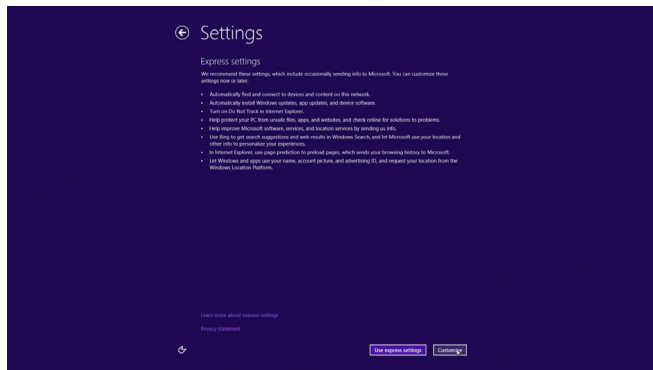 Settings
Express settings
We recommend these settings, which include occasionally sending info to Microsoft. You can customize these
settings now or later.
• Automatically find and connect to devices and content on this network.
• Automatically install Windows updates, app updates, and device software.
• Turn on Do Not Track in Internet Explorer.
• Help protect your PC from unsafe files, apps, and websites, and check online for solutions to problems.
• Help improve Microsoft software, services, and location services by sending us info.
• Use Bing to get search suggestions and web results in Windows Search, and let Microsoft use your location and
other info to personalize your experiences.
• In Internet Explorer, use page prediction to preload pages, which sends your browsing history to Microsoft.
• Let Windows and apps use your name, account picture, and advertising ID, and request your location from the
Windows Location Platform.
Learn more about express settings
Privacy statement
Use express settings
Customize